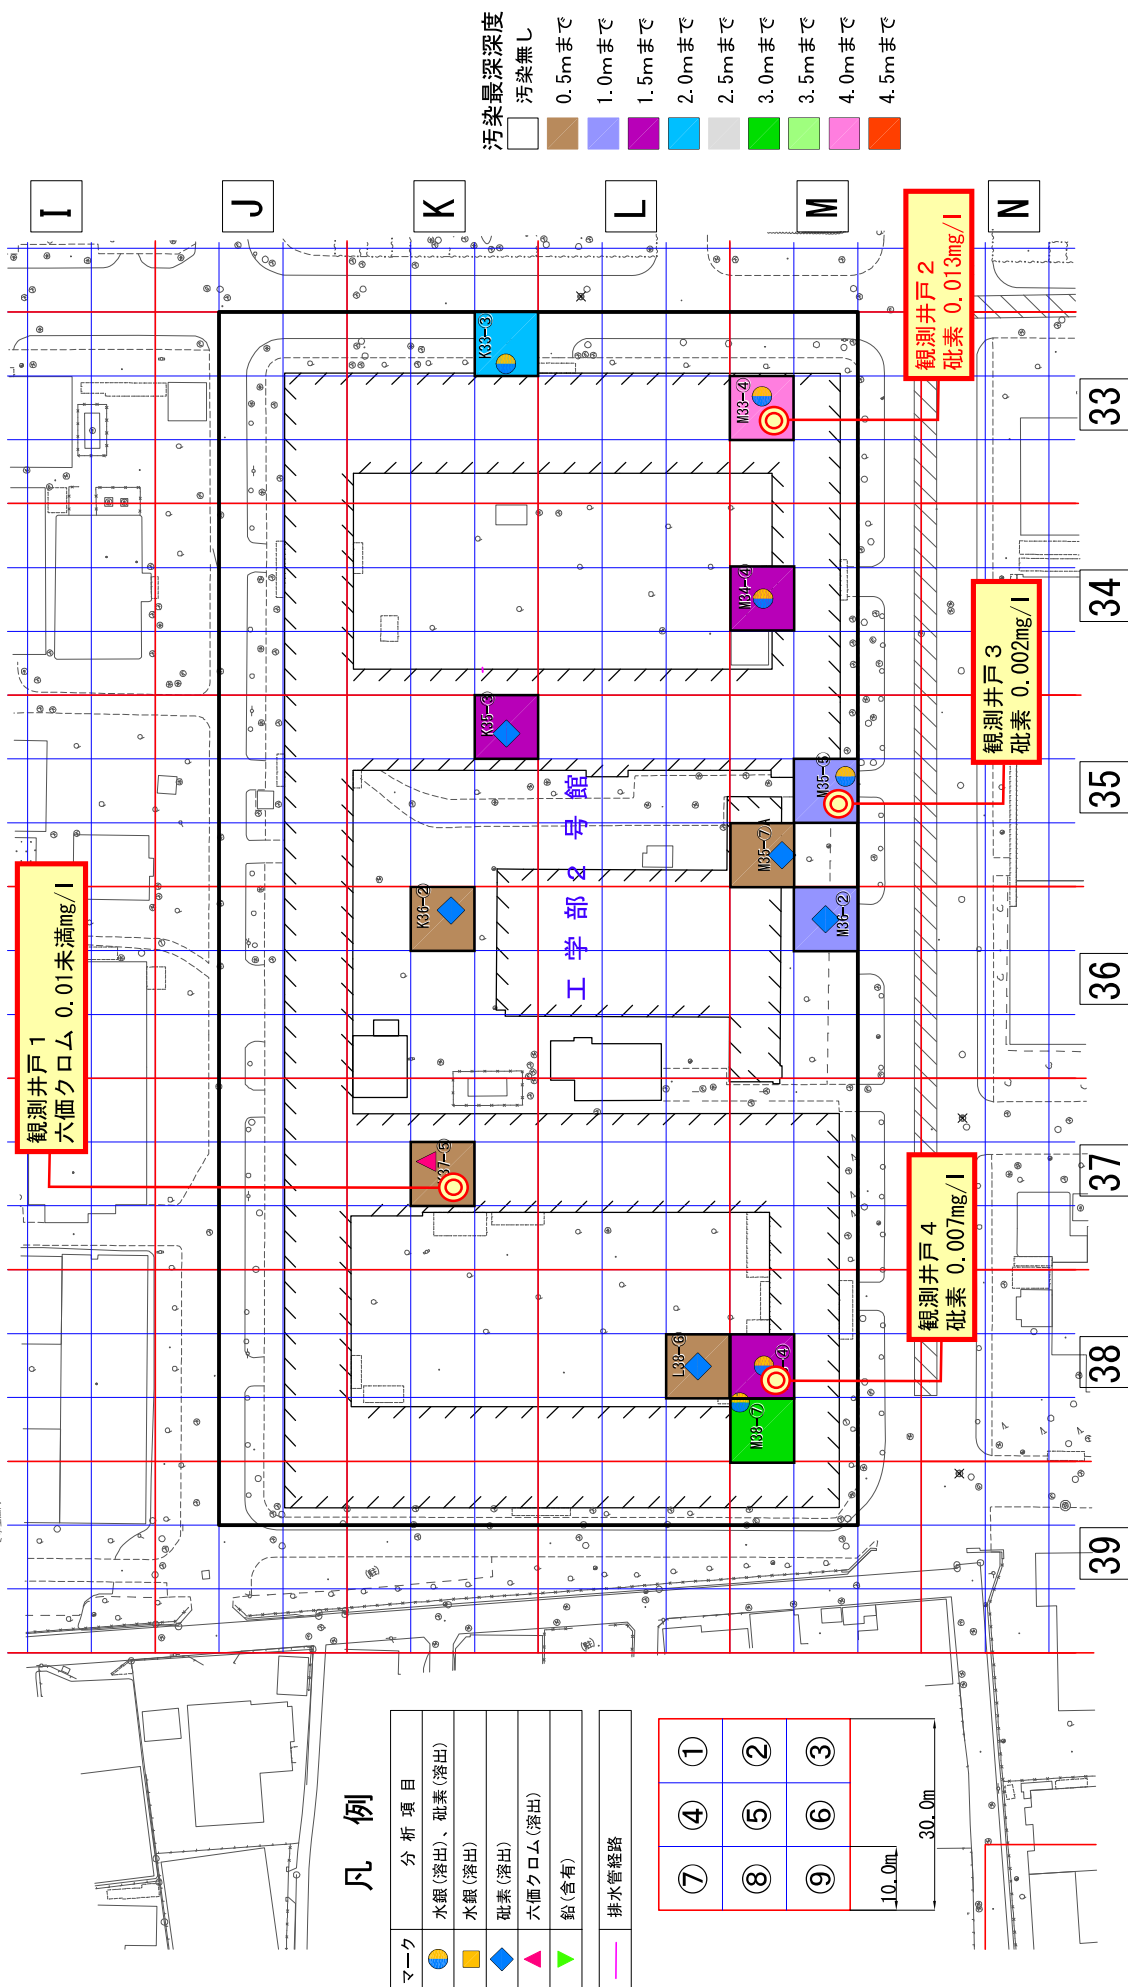 汚染最深深度
汚染無し
0.5mまで
1.0mまで
1.5mまで
2.0mまで
2.5mまで
3.0mまで
3.5mまで
4.0mまで
4.5mまで
I
J
K
L
M
N
33
34
35
36
37
38
39
観測井戸1
六価クロム 0.01未満mg/l
観測井戸2
砒素 0.013mg/l
観測井戸3
砒素 0.002mg/l
観測井戸4
砒素 0.007mg/l
工学部2号館
K33-③
M33-④
M34-④
K35-③
M35-⑤
M35-⑦A
K36-②
M36-②
K37-⑤
L38-⑥
-④
M38-⑦
凡例
マーク 分析項目
水銀(溶出)、砒素(溶出)
水銀(溶出)
砒素(溶出)
六価クロム(溶出)
鉛(含有)
排水管経路
⑦ ④ ①
⑧ ⑤ ②
⑨ ⑥ ③
10.0m
30.0m